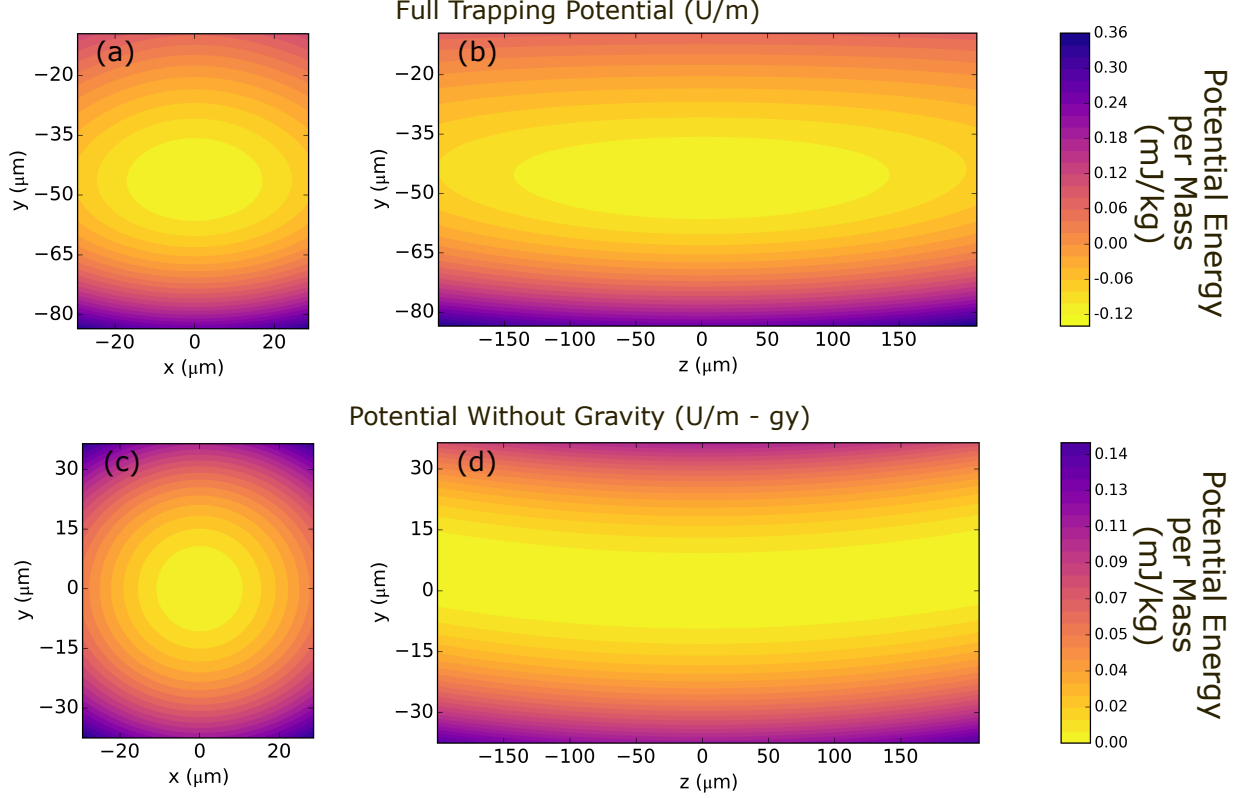 Full Trapping Potential (U/m)
(a)
(b)
−20
−35
−50
−65
−80
y (μm)
−20
0
20
x (μm)
−20
−35
−50
−65
−80
y (μm)
−150
−100
−50
0
50
100
150
z (μm)
0.36
0.30
0.24
0.18
0.12
0.06
0.00
-0.06
-0.12
Potential Energy
per Mass
(mJ/kg)
Potential Without Gravity (U/m - gy)
(c)
(d)
30
15
0
−15
−30
y (μm)
−20
0
20
x (μm)
30
15
0
−15
−30
y (μm)
−150
−100
−50
0
50
100
150
z (μm)
0.14
0.13
0.11
0.09
0.07
0.05
0.04
0.02
0.00
Potential Energy
per Mass
(mJ/kg)